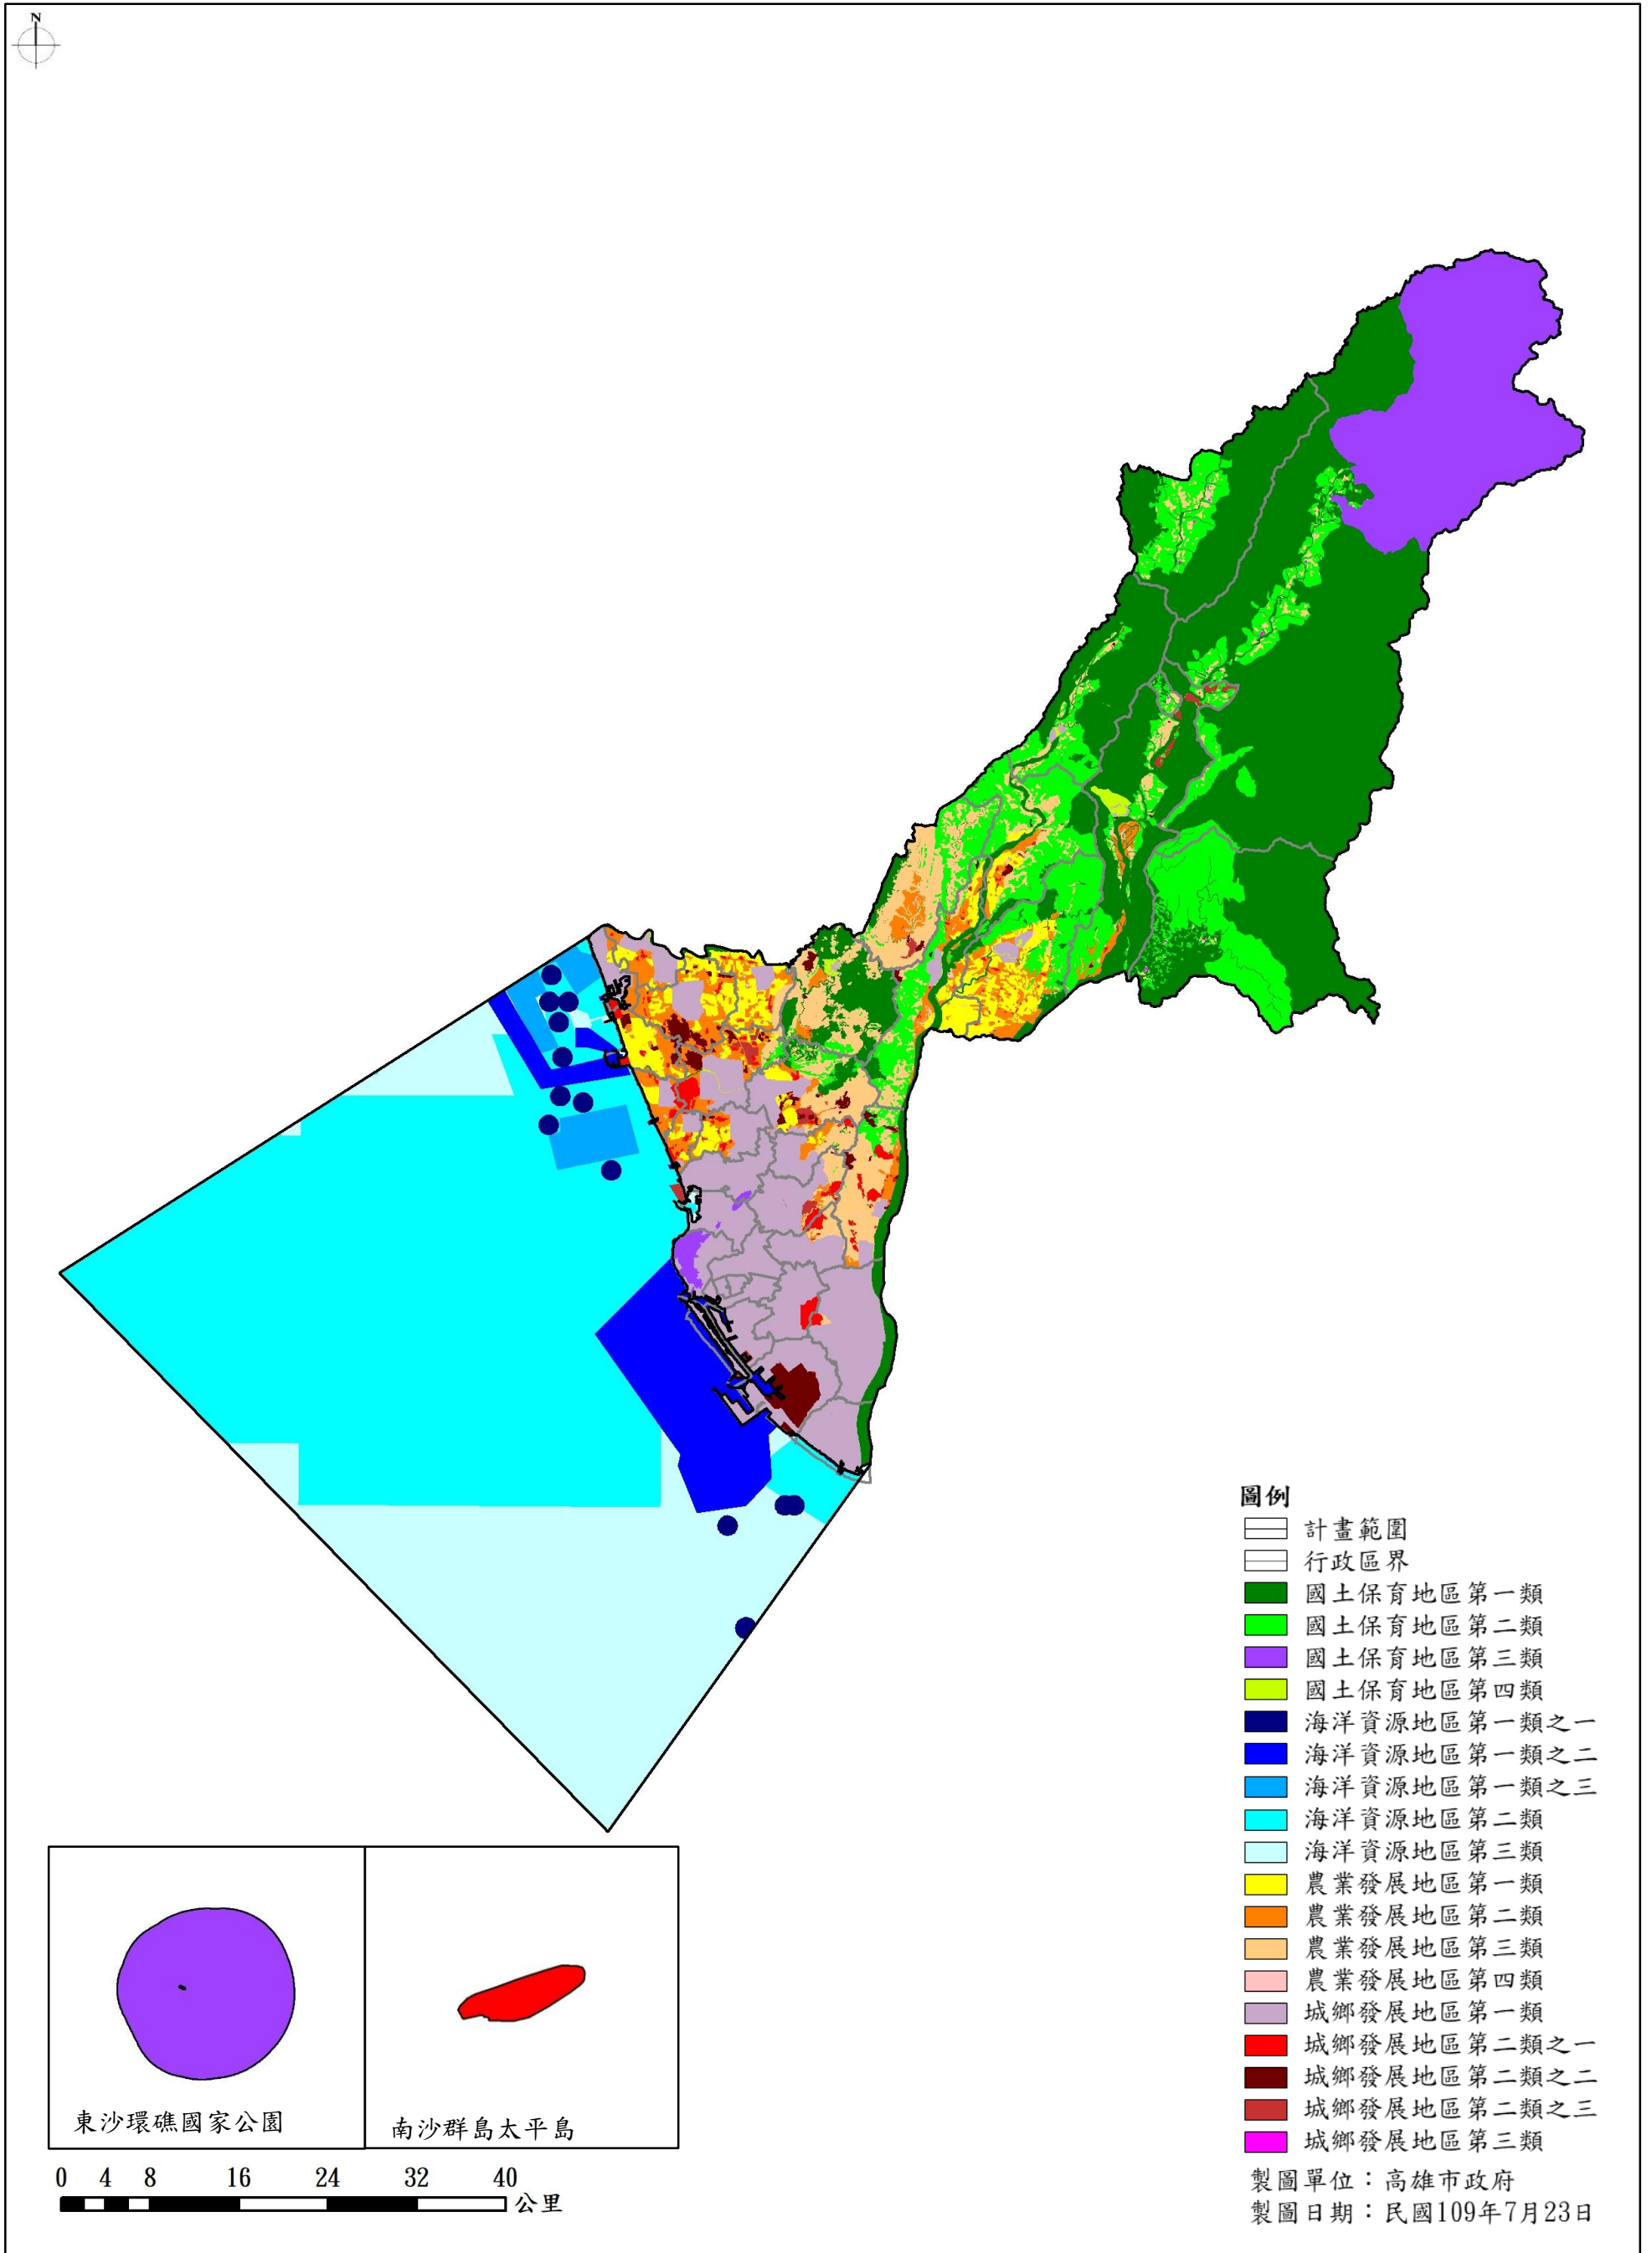 N
圖例
計畫範圍
行政區界
國土保育地區第一類
國土保育地區第二類
國土保育地區第三類
國土保育地區第四類
海洋資源地區第一類之一
海洋資源地區第一類之二
海洋資源地區第一類之三
海洋資源地區第二類
海洋資源地區第三類
農業發展地區第一類
農業發展地區第二類
農業發展地區第三類
農業發展地區第四類
城鄉發展地區第一類
城鄉發展地區第二類之一
城鄉發展地區第二類之二
城鄉發展地區第二類之三
城鄉發展地區第三類
製圖單位：高雄市政府
製圖日期：民國109年7月23日
東沙環礁國家公園
南沙群島太平島
0 4 8 16 24 32 40
公里